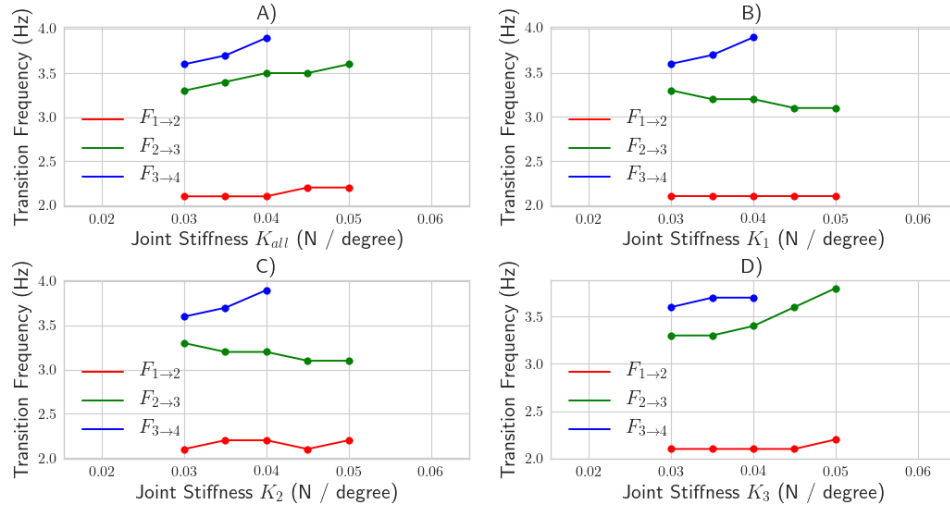 A)
Transition Frequency (Hz)
4.0
3.5
3.0
2.5
2.0
F1→2
F2→3
F3→4
0.02 0.03 0.04 0.05 0.06
Joint Stiffness Kall (N / degree)
B)
Transition Frequency (Hz)
4.0
3.5
3.0
2.5
2.0
F1→2
F2→3
F3→4
0.02 0.03 0.04 0.05 0.06
Joint Stiffness K1 (N / degree)
C)
Transition Frequency (Hz)
4.0
3.5
3.0
2.5
2.0
F1→2
F2→3
F3→4
0.02 0.03 0.04 0.05 0.06
Joint Stiffness K2 (N / degree)
D)
Transition Frequency (Hz)
3.5
3.0
2.5
2.0
F1→2
F2→3
F3→4
0.02 0.03 0.04 0.05 0.06
Joint Stiffness K3 (N / degree)